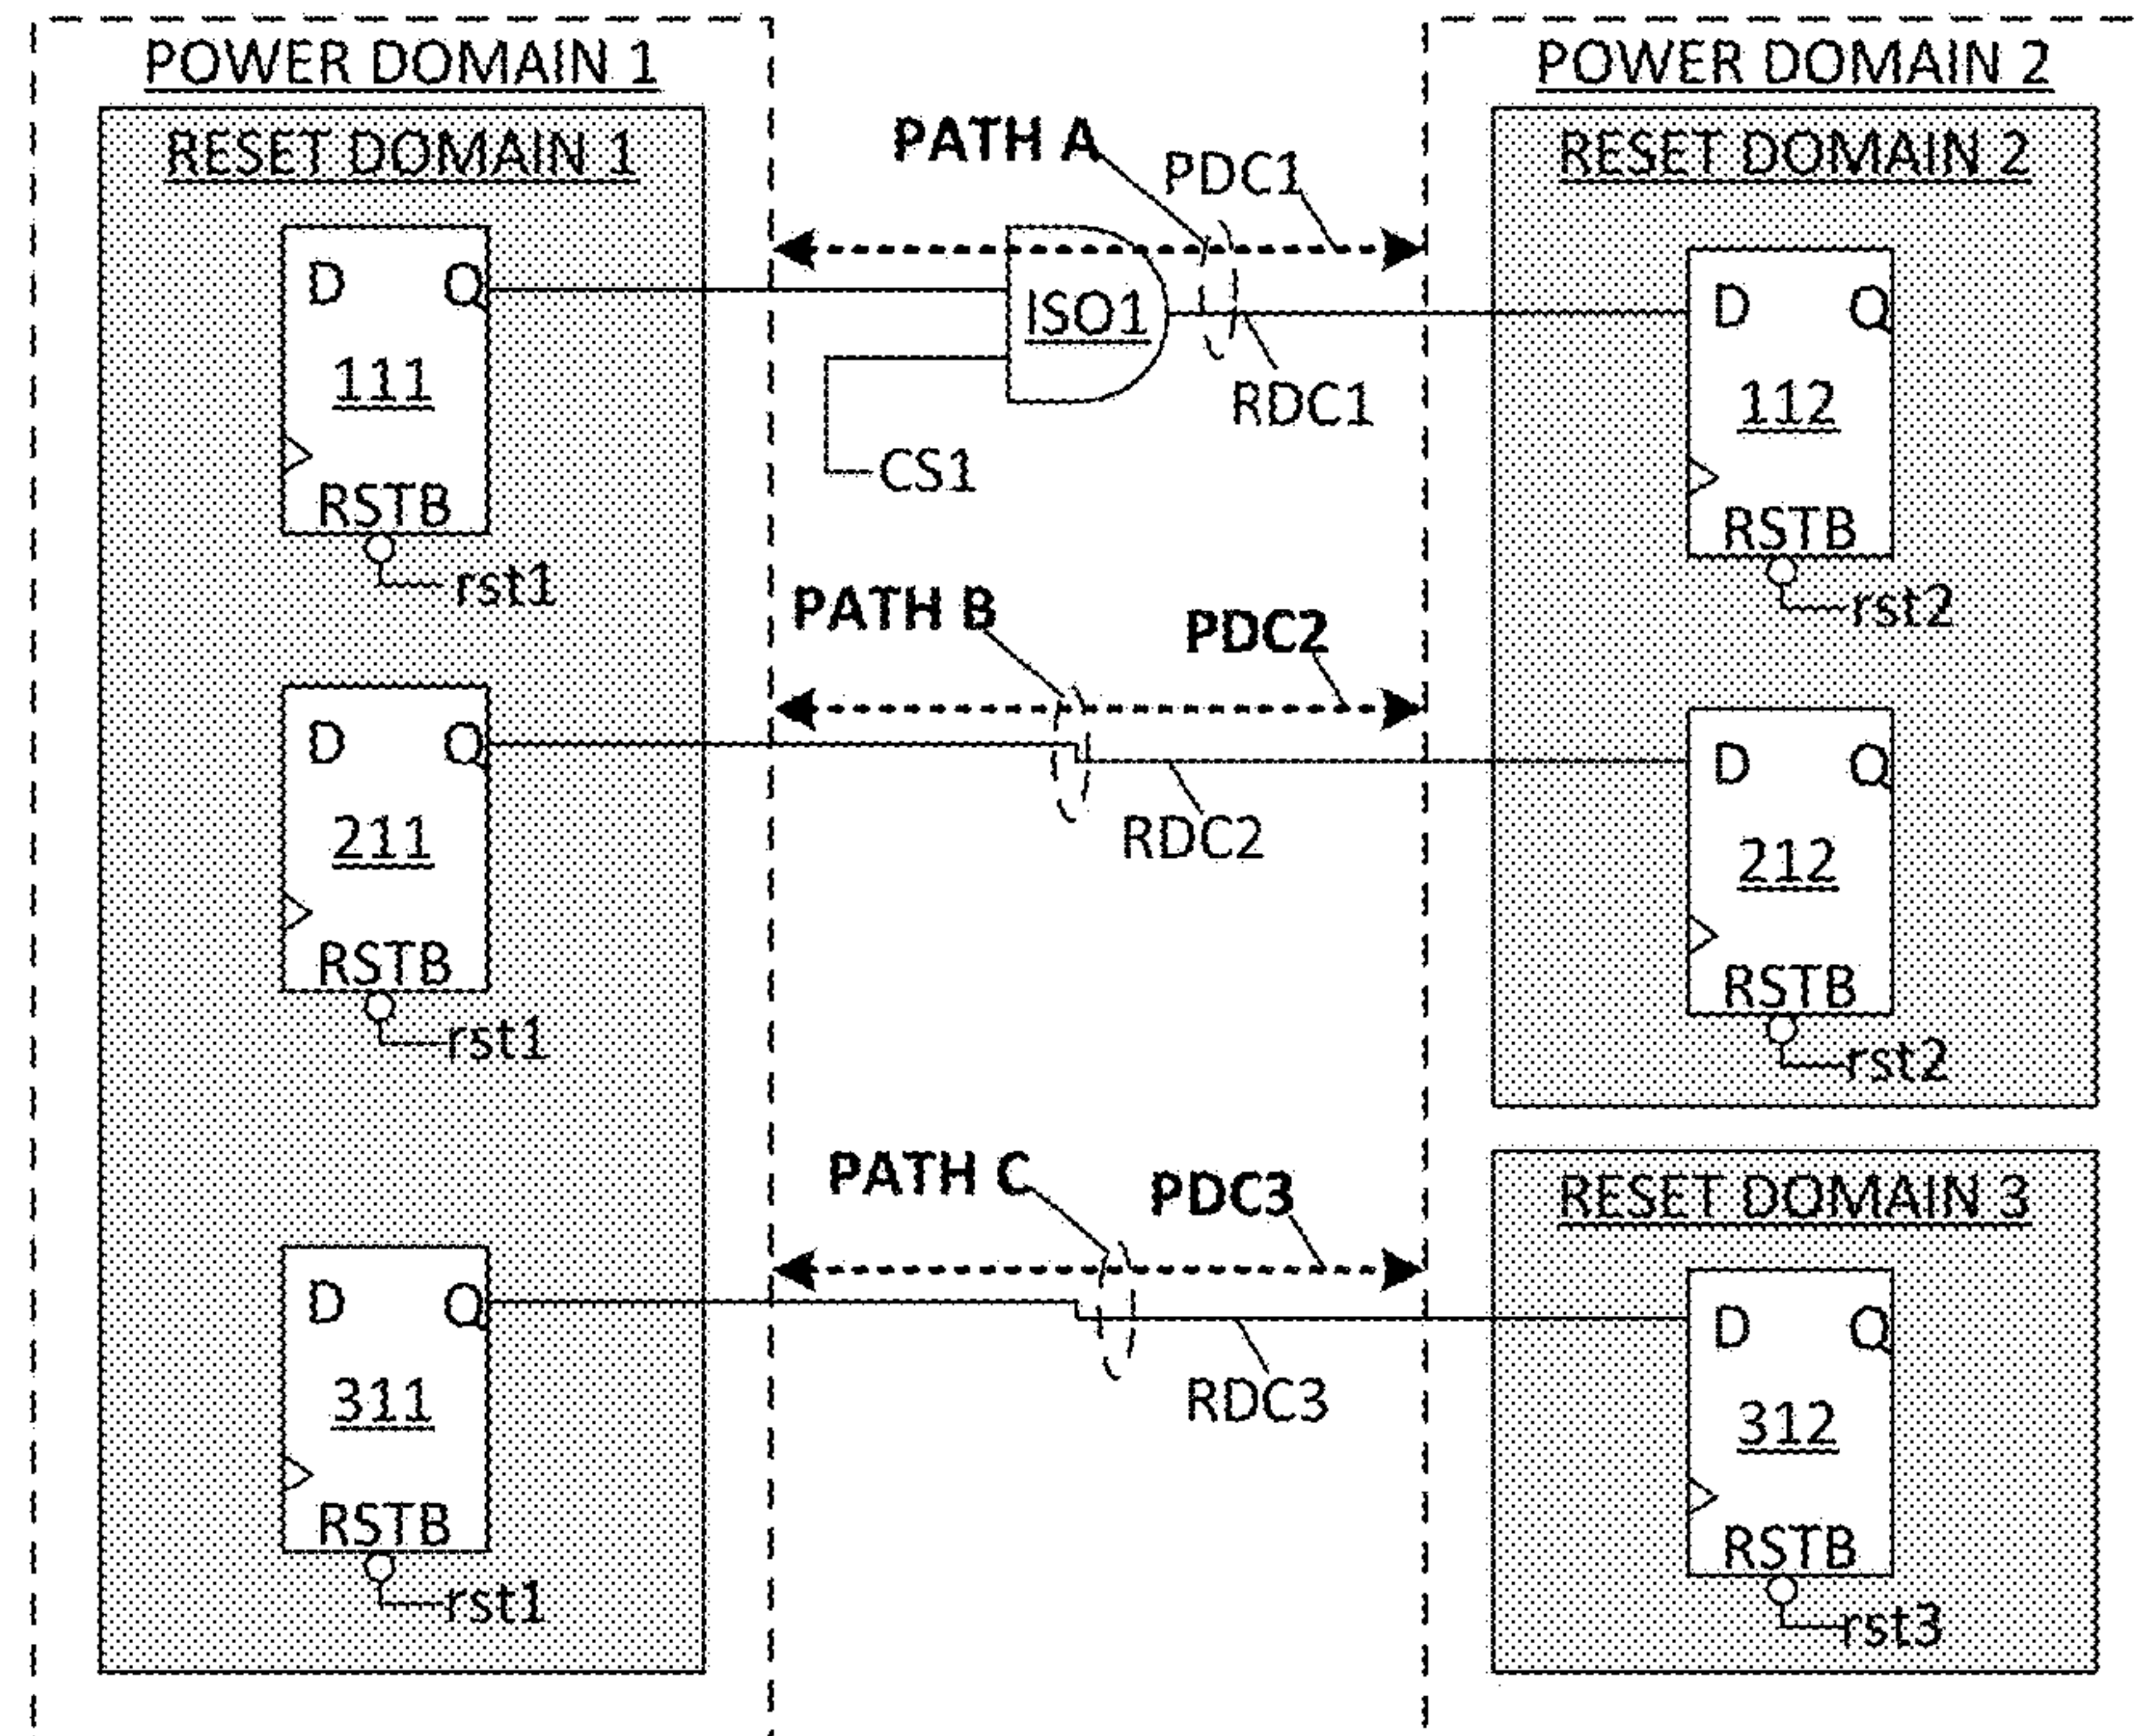 POWER DOMAIN 1
RESET DOMAIN 1
D Q
111
RSTB
rst1
D Q
211
RSTB
rst1
D Q
311
RSTB
rst1
PATH A
PDC1
ISO1
RDC1
CS1
PATH B
PDC2
RDC2
PATH C
PDC3
RDC3
POWER DOMAIN 2
RESET DOMAIN 2
D Q
112
RSTB
rst2
D Q
212
RSTB
rst2
RESET DOMAIN 3
D Q
312
RSTB
rst3